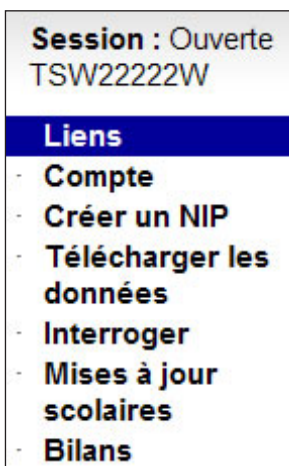 Session : Ouverte
TSW22222W
Liens
- Compte
- Créer un NIP
- Télécharger les
données
- Interroger
- Mises à jour
scolaires
- Bilans